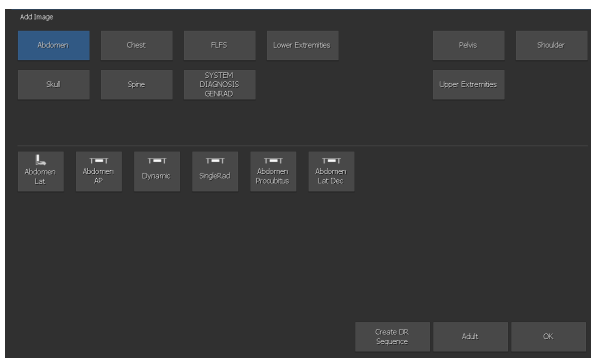 Add Image
Abdomen
Chest
FLFS
Lower Extremities
Pelvis
Shoulder
Skull
Spine
SYSTEM
DIAGNOSIS
GENRAD
Upper Extremities
Abdomen
Lat
Abdomen
AP
Dynamic
SingleRad
Abdomen
Procubitus
Abdomen
Lat Dec
Create DR
Sequence
Adult
OK